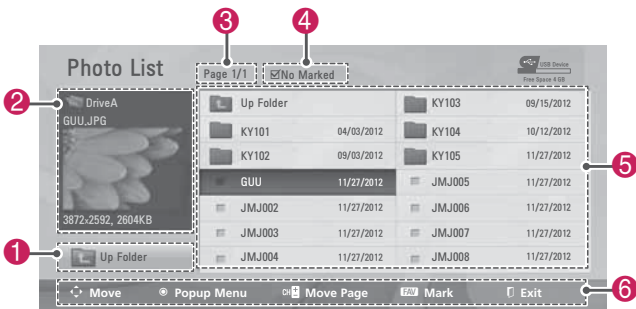 3 4
Photo List Page 1/1 No Marked USB Device
Free Space 4 GB
2
DriveA
GUU,JPG
3872x2592, 2604KB
1
Up Folder
Up Folder
KY101 04/03/2012
KY102 09/03/2012
GUU 11/27/2012
JMJ002 11/27/2012
JMJ003 11/27/2012
JMJ004 11/27/2012
KY103 09/15/2012
KY104 10/12/2012
KY105 11/27/2012
JMJ005 11/27/2012
JMJ006 11/27/2012
JMJ007 11/27/2012
JMJ008 11/27/2012
5
Move Popup Menu CH Move Page FAV Mark Exit
6